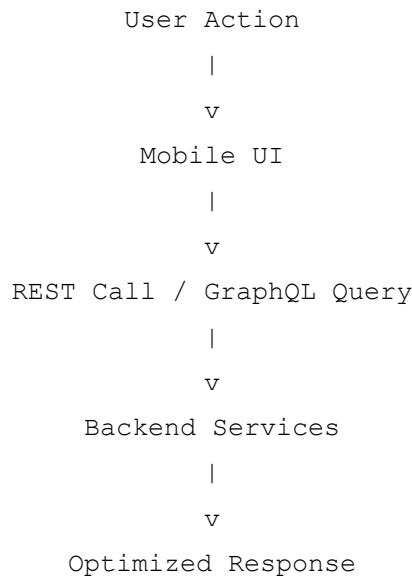 User Action
|
v
Mobile UI
|
v
REST Call / GraphQL Query
|
v
Backend Services
|
v
Optimized Response